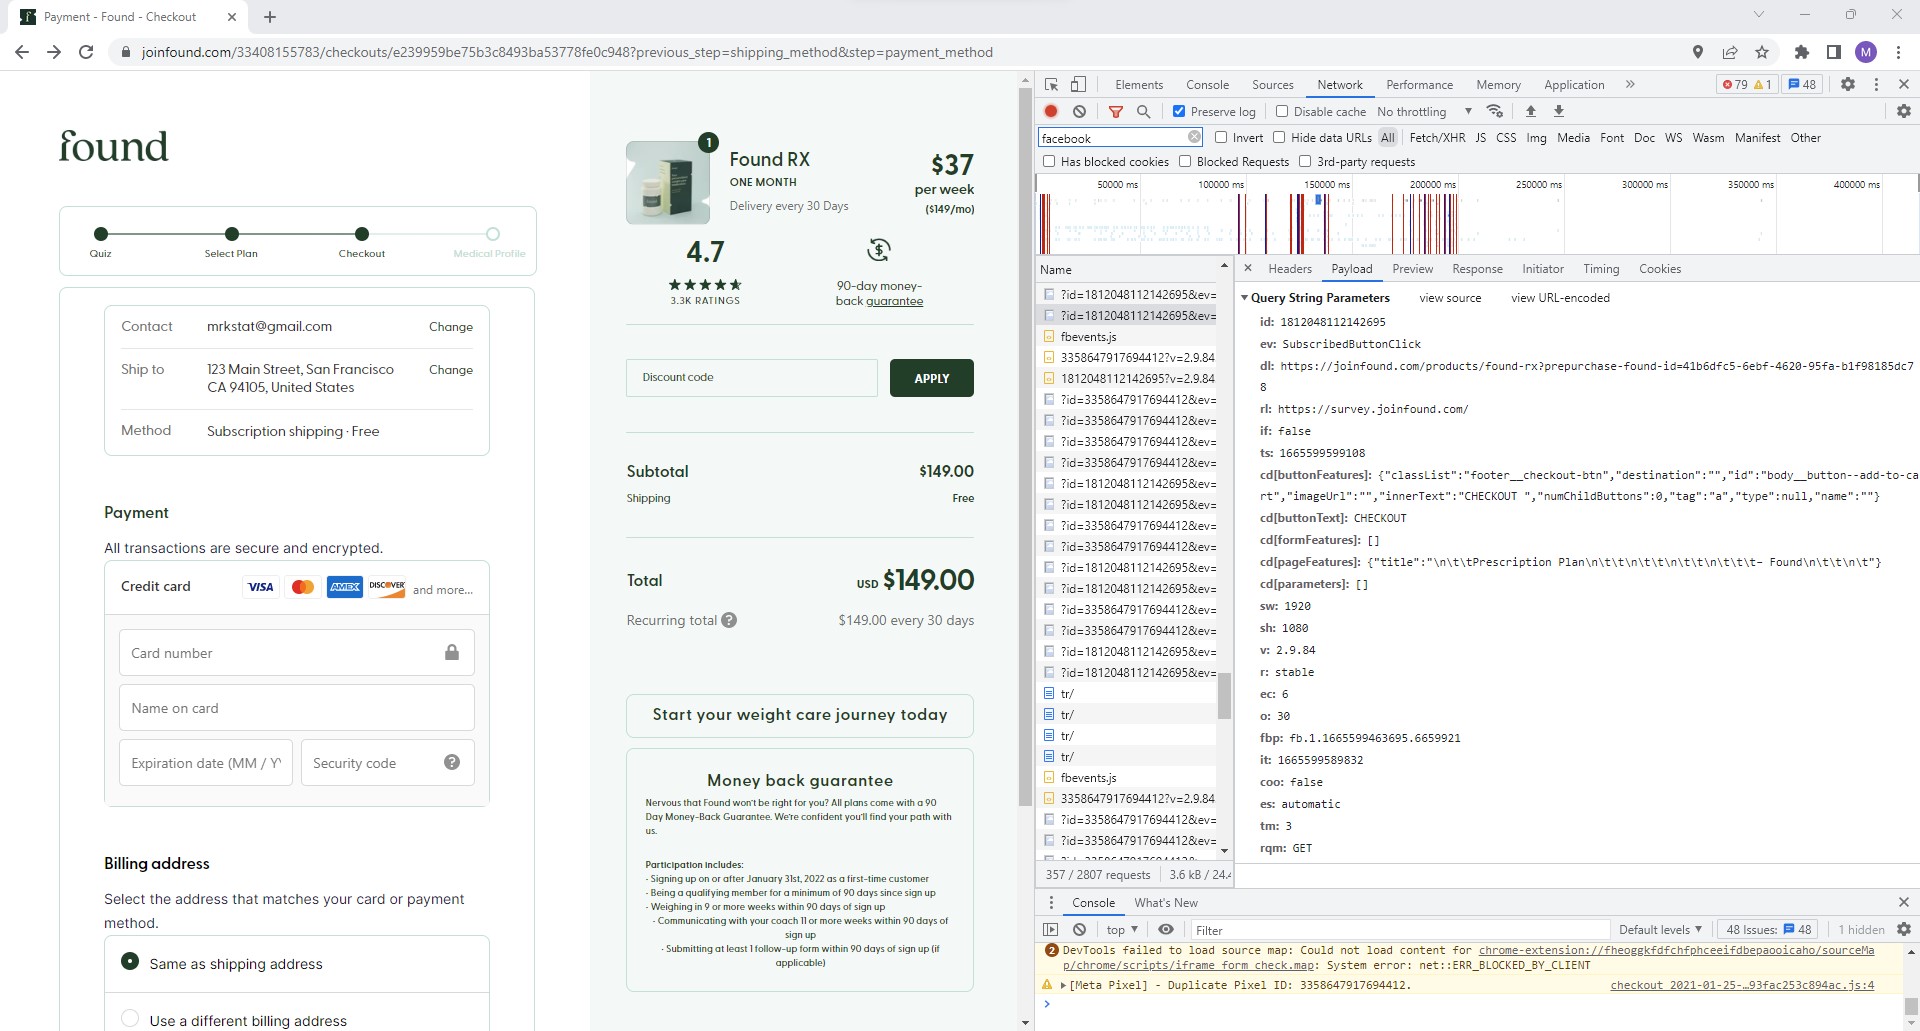 Payment - Found - Checkout
joinfound.com/33408155783/checkouts/e239959be75b3c8493ba53778fe0c948?previous_step=shipping_method&step=payment_method
M
found
Quiz
Select Plan
Checkout
Medical Profile
Contact mrkstat@gmail.com Change
Ship to 123 Main Street, San Francisco Change
CA 94105, United States
Method Subscription shipping · Free
Payment
All transactions are secure and encrypted.
Credit card VISA AMEX DISCOVER and more...
Card number
Name on card
Expiration date (MM / Y
Security code
Billing address
Select the address that matches your card or payment
method.
Same as shipping address
Use a different billing address
1
Found RX
ONE MONTH
Delivery every 30 Days
$37
per week
($149/mo)
4.7
3.3K RATINGS
90-day money-
back guarantee
Discount code
APPLY
Subtotal $149.00
Shipping Free
Total USD $149.00
Recurring total $149.00 every 30 days
Start your weight care journey today
Money back guarantee
Nervous that Found won't be right for you? All plans come with a 90
Day Money-Back Guarantee. We're confident you'll find your path with
us.
Participation includes:
- Signing up on or after January 31st, 2022 as a first-time customer
- Being a qualifying member for a minimum of 90 days since sign up
- Weighing in 9 or more weeks within 90 days of sign up
- Communicating with your coach 11 or more weeks within 90 days of
sign up
- Submitting at least 1 follow-up form within 90 days of sign up (if
applicable)
Elements Console Sources Network Performance Memory Application 79 1 48
Preserve log Disable cache No throttling
facebook Invert Hide data URLs All Fetch/XHR JS CSS Img Media Font Doc WS Wasm Manifest Other
Has blocked cookies Blocked Requests 3rd-party requests
50000 ms 100000 ms 150000 ms 200000 ms 250000 ms 300000 ms 350000 ms 400000 ms
Name
?id=1812048112142695&ev=
?id=1812048112142695&ev=
fbevents.js
3358647917694412?v=2.9.84
1812048112142695?v=2.9.84
?id=3358647917694412&ev=
?id=3358647917694412&ev=
?id=3358647917694412&ev=
?id=3358647917694412&ev=
?id=1812048112142695&ev=
?id=1812048112142695&ev=
?id=3358647917694412&ev=
?id=3358647917694412&ev=
?id=3358647917694412&ev=
?id=1812048112142695&ev=
?id=3358647917694412&ev=
?id=3358647917694412&ev=
?id=1812048112142695&ev=
?id=1812048112142695&ev=
tr/
tr/
tr/
tr/
fbevents.js
3358647917694412?v=2.9.84
?id=3358647917694412&ev=
?id=3358647917694412&ev=
?id=3358647917694412&
357 / 2807 requests 3.6 kB / 24.
Headers Payload Preview Response Initiator Timing Cookies
Query String Parameters view source view URL-encoded
id: 1812048112142695
ev: SubscribedButtonClick
dl: https://joinfound.com/products/found-rx?prepurchase-found-id=41b6dfc5-6ebf-4620-95fa-b1f98185dc7
8
rl: https://survey.joinfound.com/
if: false
ts: 1665599599108
cd[buttonFeatures]: {"classList":"footer__checkout-btn","destination":"","id":"body__button--add-to-ca
rt","imageUrl":"","innerText":"CHECKOUT ","numChildButtons":0,"tag":"a","type":null,"name":""}
cd[buttonText]: CHECKOUT
cd[formFeatures]: []
cd[pageFeatures]: {"title":"\n\t\tPrescription Plan\n\t\t\n\t\n\t\t\n\t\n\t\t\t- Found\n\t\t\n\t"}
cd[parameters]: []
sw: 1920
sh: 1080
v: 2.9.84
r: stable
ec: 6
o: 30
fbp: fb.1.1665599463695.6659921
it: 1665599589832
coo: false
es: automatic
tm: 3
rqm: GET
Console What's New
top Filter Default levels 48 Issues: 48 1 hidden
2 DevTools failed to load source map: Could not load content for chrome-extension://fheoggkfdfchfphceeifdbepaooicaho/sourceMa
p/chrome/scripts/iframe_form_check.map: System error: net::ERR_BLOCKED_BY_CLIENT
[Meta Pixel] - Duplicate Pixel ID: 3358647917694412. checkout 2021-01-25-…93fac253c894ac.js:4